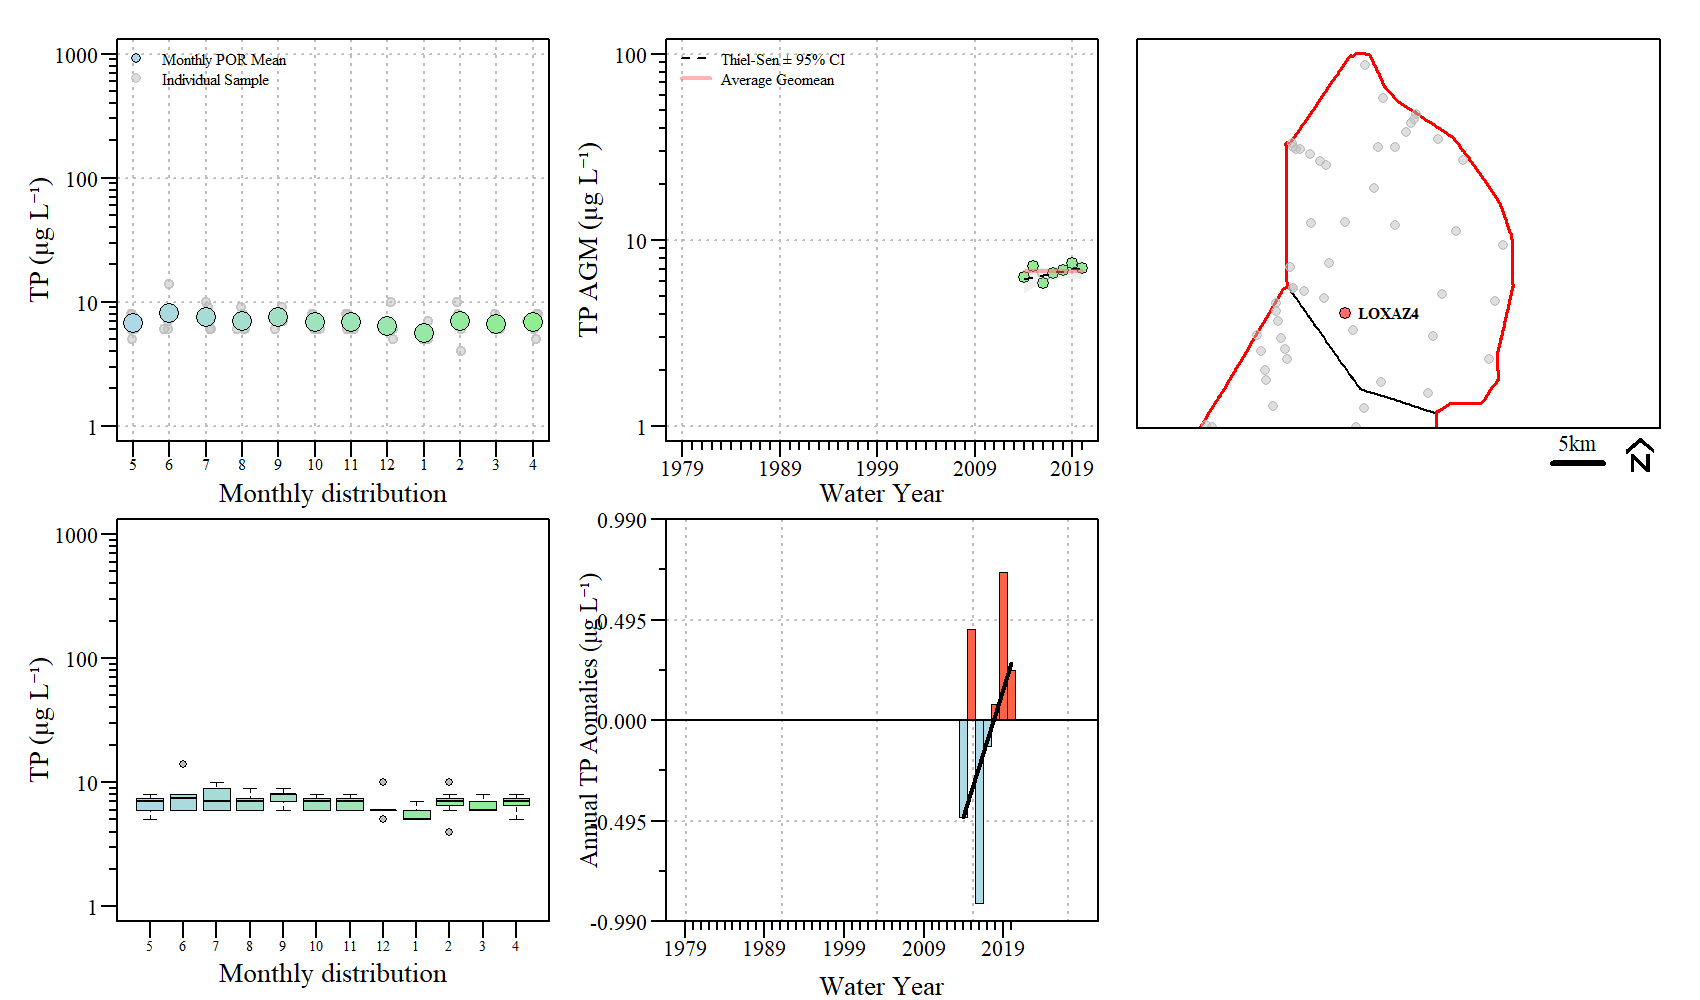 1000
100
10
1
TP (µg L⁻¹)
Monthly POR Mean
Individual Sample
5 6 7 8 9 10 11 12 1 2 3 4
Monthly distribution
100
10
1
TP AGM (µg L⁻¹)
Thiel-Sen ± 95% CI
Average Geomean
1979 1989 1999 2009 2019
Water Year
LOXAZ4
5km
N
1000
100
10
1
TP (µg L⁻¹)
5 6 7 8 9 10 11 12 1 2 3 4
Monthly distribution
0.990
0.495
0.000
-0.495
-0.990
Annual TP Aomalies (µg L⁻¹)
1979 1989 1999 2009 2019
Water Year